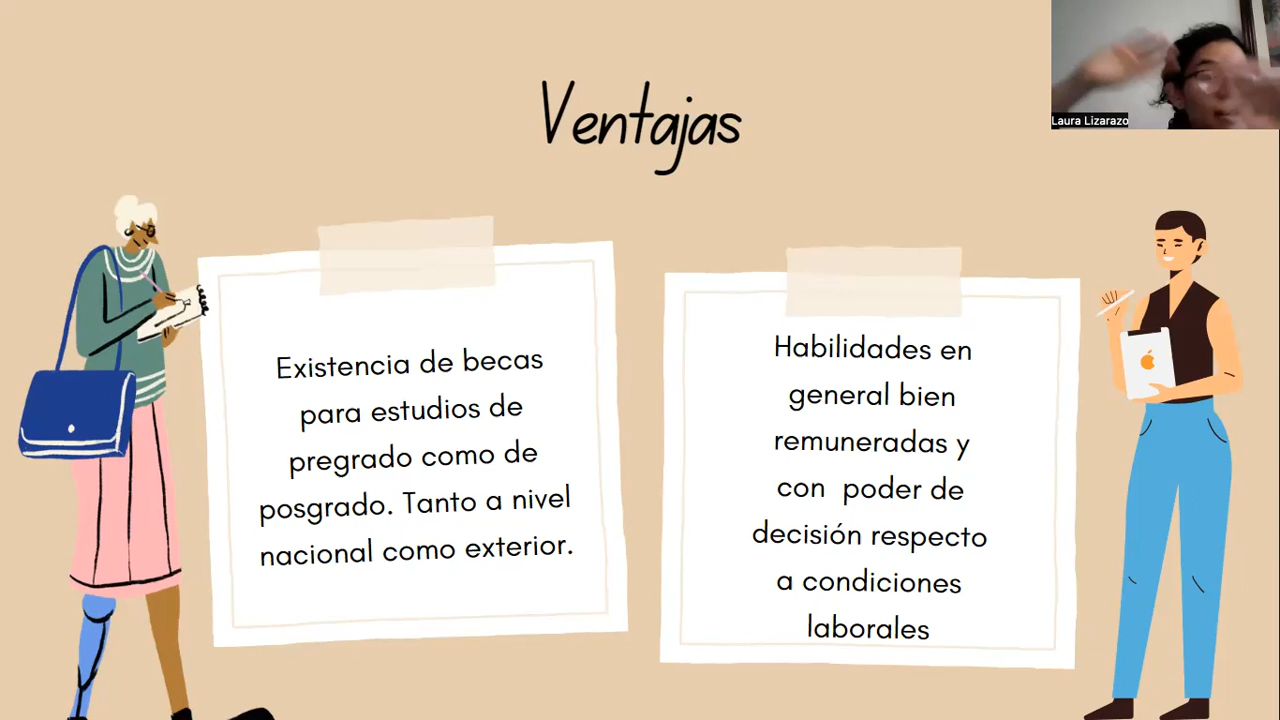 Ventajas
Laura Lizarazo
Existencia de becas
para estudios de
pregrado como de
posgrado. Tanto a nivel
nacional como exterior.
Habilidades en
general bien
remuneradas y
con poder de
decisión respecto
a condiciones
laborales